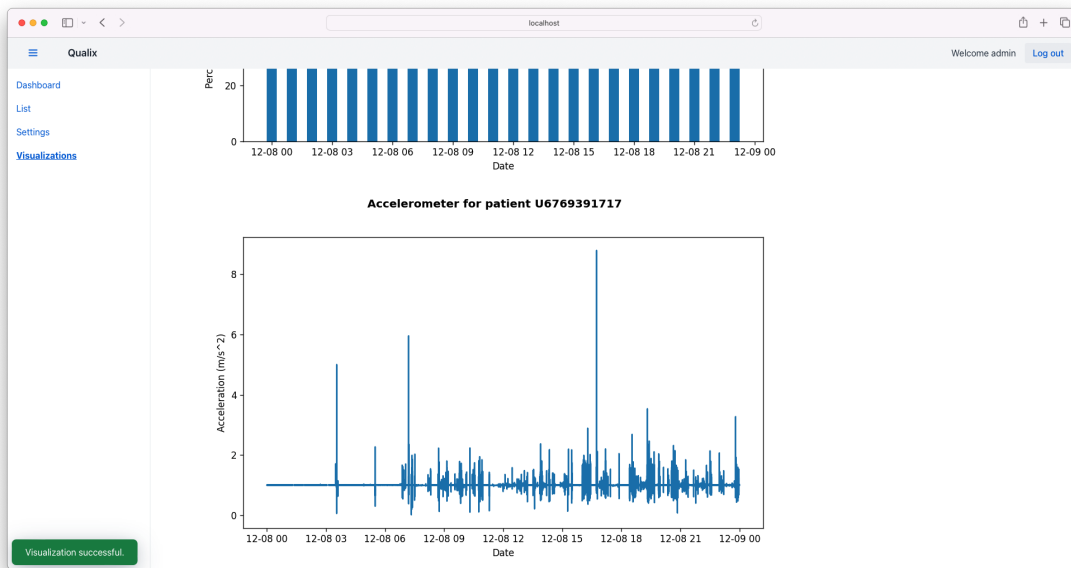 localhost
Qualix
Welcome admin
Log out
Dashboard
List
Settings
Visualizations
Perc
20
0
12-08 00 12-08 03 12-08 06 12-08 09 12-08 12 12-08 15 12-08 18 12-08 21 12-09 00
Date
Accelerometer for patient U6769391717
Acceleration (m/s^2)
8
6
4
2
0
12-08 00 12-08 03 12-08 06 12-08 09 12-08 12 12-08 15 12-08 18 12-08 21 12-09 00
Date
Visualization successful.